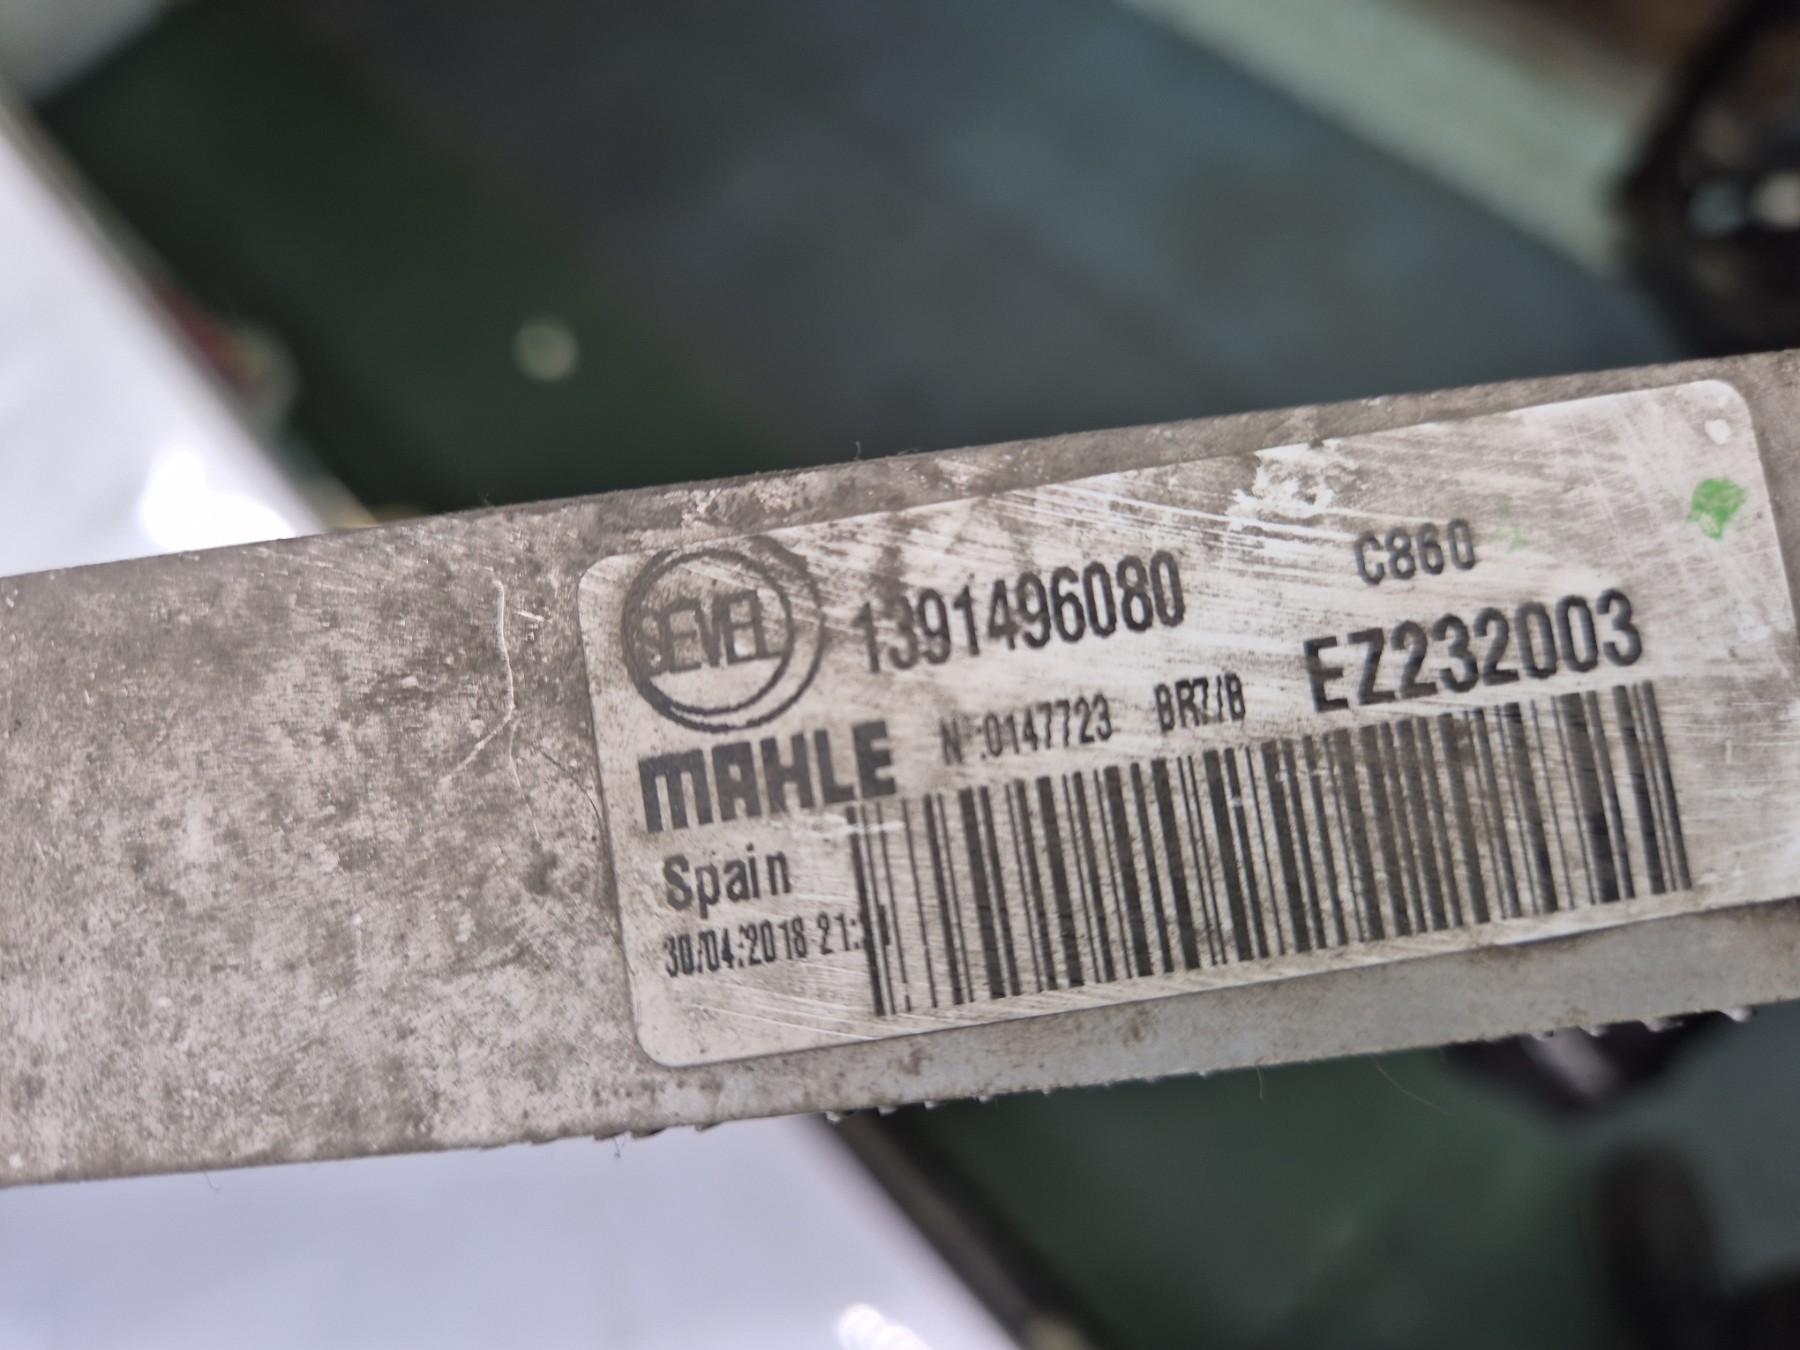 SEVEL 1391496080 C860
MAHLE N°:0147723 BR7/B EZ232003
Spain
30/04/2018 21: